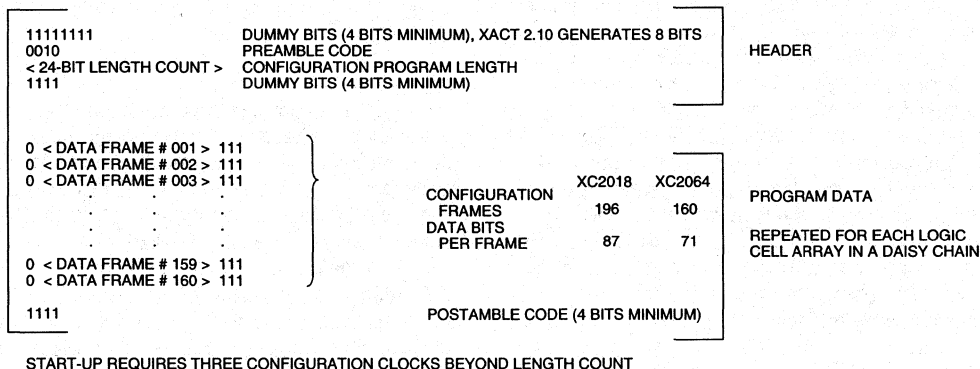 11111111 DUMMY BITS (4 BITS MINIMUM), XACT 2.10 GENERATES 8 BITS
0010 PREAMBLE CODE
< 24-BIT LENGTH COUNT > CONFIGURATION PROGRAM LENGTH
1111 DUMMY BITS (4 BITS MINIMUM)
HEADER
0 < DATA FRAME # 001 > 111
0 < DATA FRAME # 002 > 111
0 < DATA FRAME # 003 > 111
. . .
. . .
. . .
. . .
0 < DATA FRAME # 159 > 111
0 < DATA FRAME # 160 > 111
XC2018 XC2064
CONFIGURATION
FRAMES 196 160
DATA BITS
PER FRAME 87 71
PROGRAM DATA
REPEATED FOR EACH LOGIC
CELL ARRAY IN A DAISY CHAIN
1111 POSTAMBLE CODE (4 BITS MINIMUM)
START-UP REQUIRES THREE CONFIGURATION CLOCKS BEYOND LENGTH COUNT